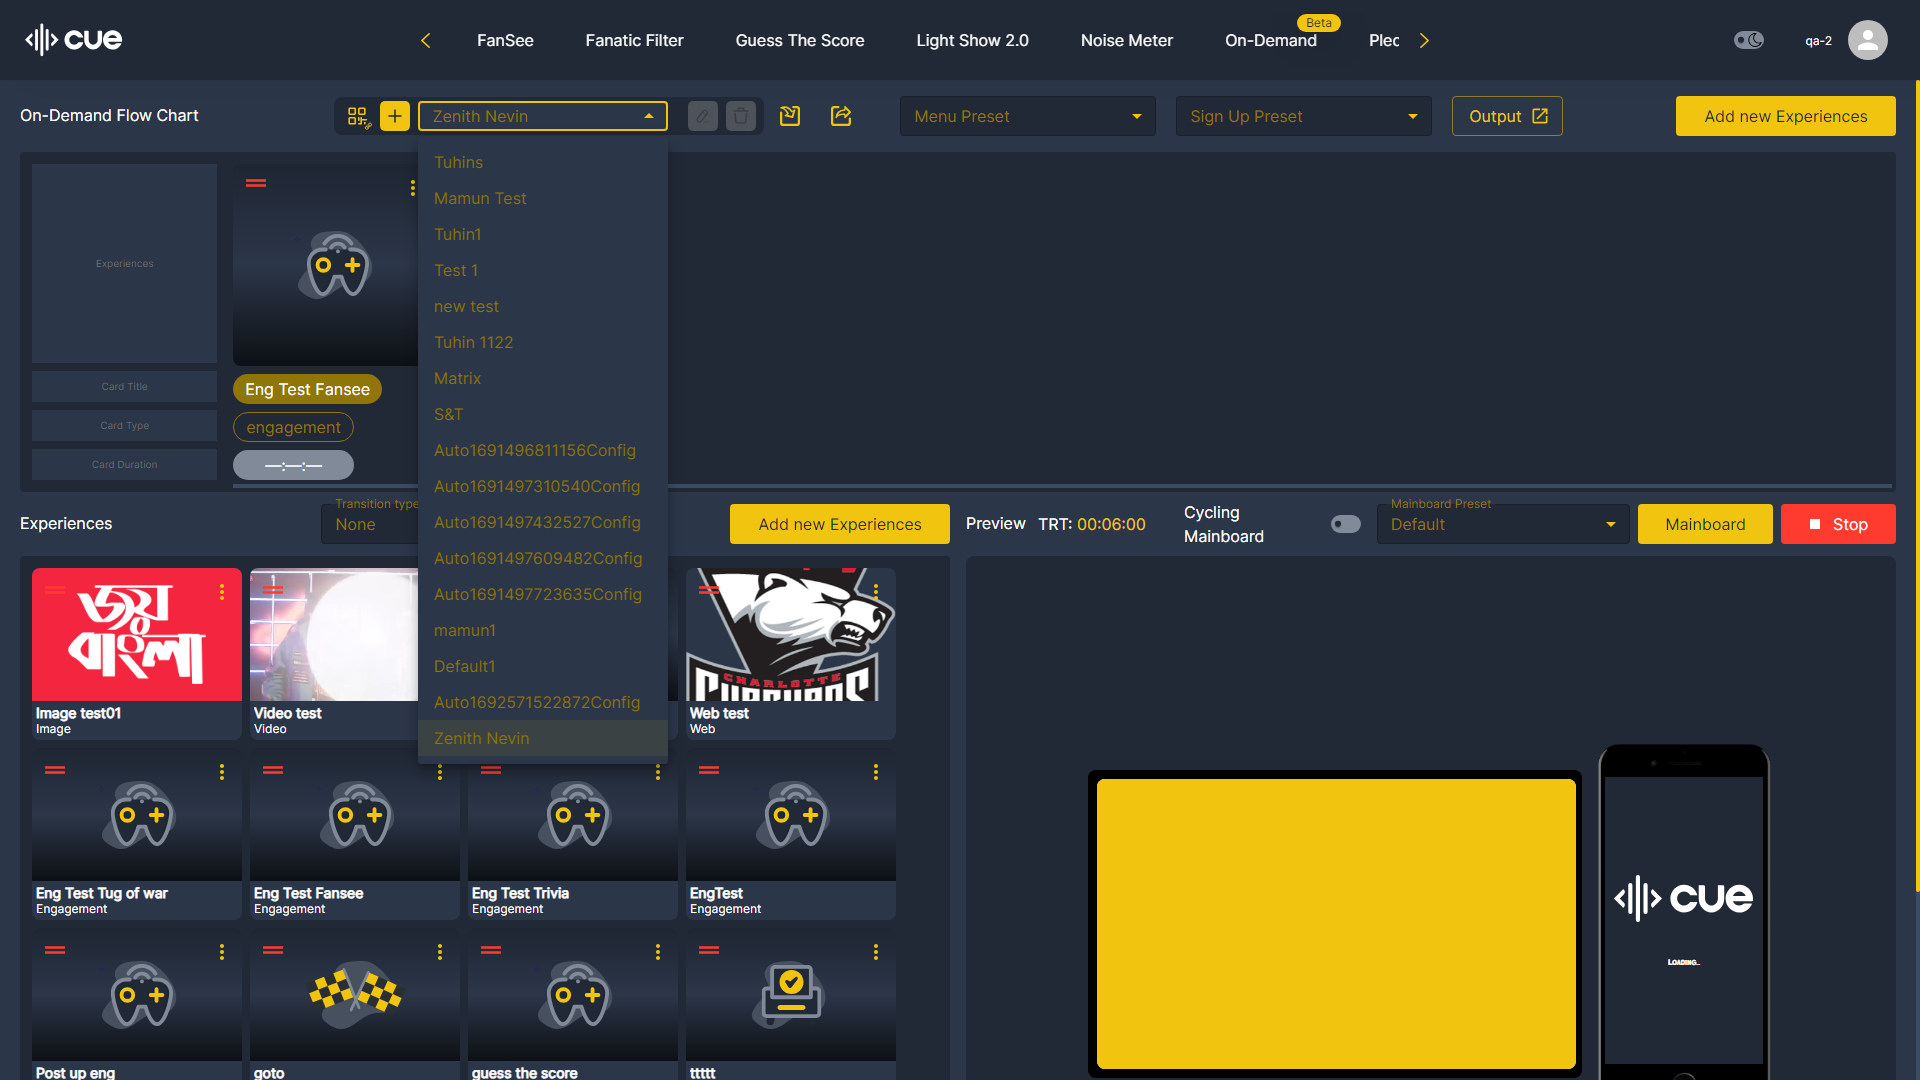 cue
FanSee
Fanatic Filter
Guess The Score
Light Show 2.0
Noise Meter
Beta
On-Demand
Plec
qa-2
On-Demand Flow Chart
Zenith Nevin
Menu Preset
Sign Up Preset
Output
Add new Experiences
Tuhins
Mamun Test
Tuhin1
Test 1
new test
Tuhin 1122
Matrix
S&T
Auto1691496811156Config
Auto1691497310540Config
Auto1691497432527Config
Auto1691497609482Config
Auto1691497723635Config
mamun1
Default1
Auto1692571522872Config
Zenith Nevin
Experiences
Card Title
Card Type
Card Duration
Eng Test Fansee
engagement
—:—:—
Experiences
Transition type
None
Add new Experiences
Preview
TRT: 00:06:00
Cycling
Mainboard
Mainboard Preset
Default
Mainboard
Stop
জয়
বাংলা
Image test01
Image
Video test
Video
CHARLOTTE
Web test
Web
Eng Test Tug of war
Engagement
Eng Test Fansee
Engagement
Eng Test Trivia
Engagement
EngTest
Engagement
Post up eng
goto
guess the score
ttttt
cue
LOADING...